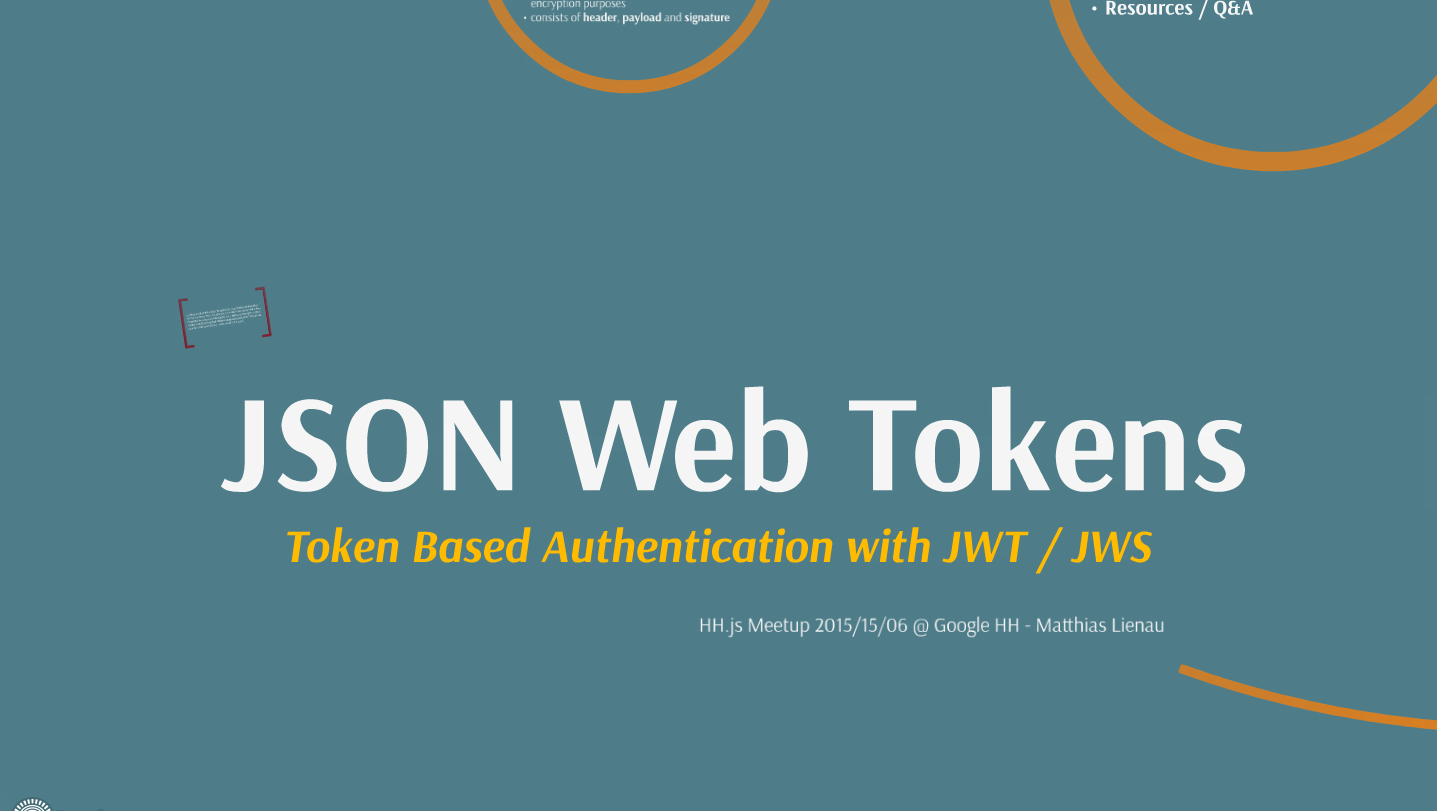 encryption purposes
• consists of header, payload and signature
• Resources / Q&A
JSON Web Tokens
Token Based Authentication with JWT / JWS
HH.js Meetup 2015/15/06 @ Google HH - Matthias Lienau